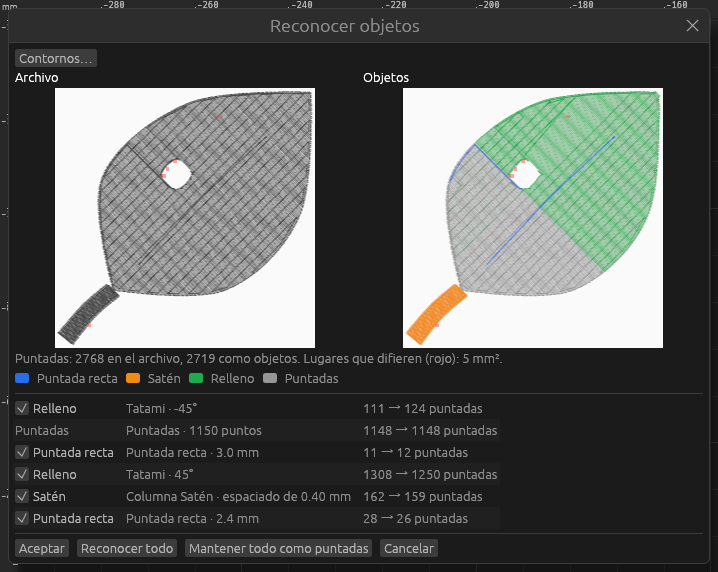 mm
-280 -260 -240 -220 -200 -180 -160
Reconocer objetos
Contornos...
Archivo Objetos
Puntadas: 2768 en el archivo, 2719 como objetos. Lugares que difieren (rojo): 5 mm².
Puntada recta Satén Relleno Puntadas
Relleno Tatami · -45° 111 → 124 puntadas
Puntadas Puntadas · 1150 puntos 1148 → 1148 puntadas
Puntada recta Puntada recta · 3.0 mm 11 → 12 puntadas
Relleno Tatami · 45° 1308 → 1250 puntadas
Satén Columna Satén · espaciado de 0.40 mm 162 → 159 puntadas
Puntada recta Puntada recta · 2.4 mm 28 → 26 puntadas
Aceptar Reconocer todo Mantener todo como puntadas Cancelar